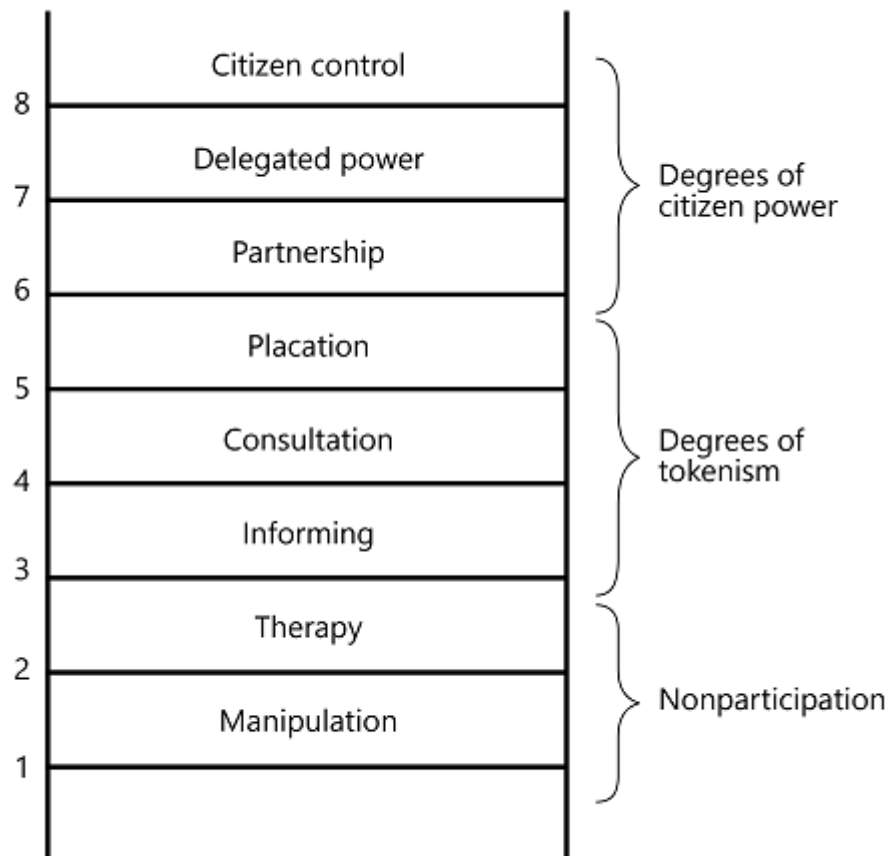 Citizen control
8
Delegated power
7
Degrees of
citizen power
Partnership
6
Placation
5
Consultation
Degrees of
tokenism
4
Informing
3
Therapy
2
Nonparticipation
Manipulation
1